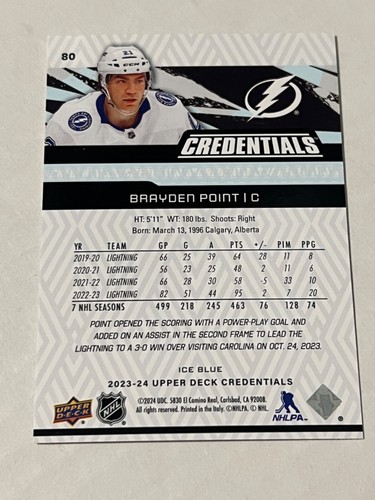 80
21
CREDENTIALS
BRAYDEN POINT | C
HT: 5'11" WT: 180 lbs. Shoots: Right
Born: March 13, 1996 Calgary, Alberta
YR TEAM GP G A PTS +/- PIM PPG
2019-20 LIGHTNING 66 25 39 64 28 11 8
2020-21 LIGHTNING 56 23 25 48 2 11 6
2021-22 LIGHTNING 66 28 30 58 -5 33 10
2022-23 LIGHTNING 82 51 44 95 2 7 20
7 NHL SEASONS 499 218 245 463 76 128 74
POINT OPENED THE SCORING WITH A POWER-PLAY GOAL AND
ADDED ON AN ASSIST IN THE SECOND FRAME TO LEAD THE
LIGHTNING TO A 3-0 WIN OVER VISITING CAROLINA ON OCT. 24, 2023.
ICE BLUE
2023-24 UPPER DECK CREDENTIALS
UPPER DECK
NHL
©2024 UDC. 5830 El Camino Real, Carlsbad, CA 92008.
All rights reserved. Printed in the Italy. ©NHLPA. © NHL.
NHLPA